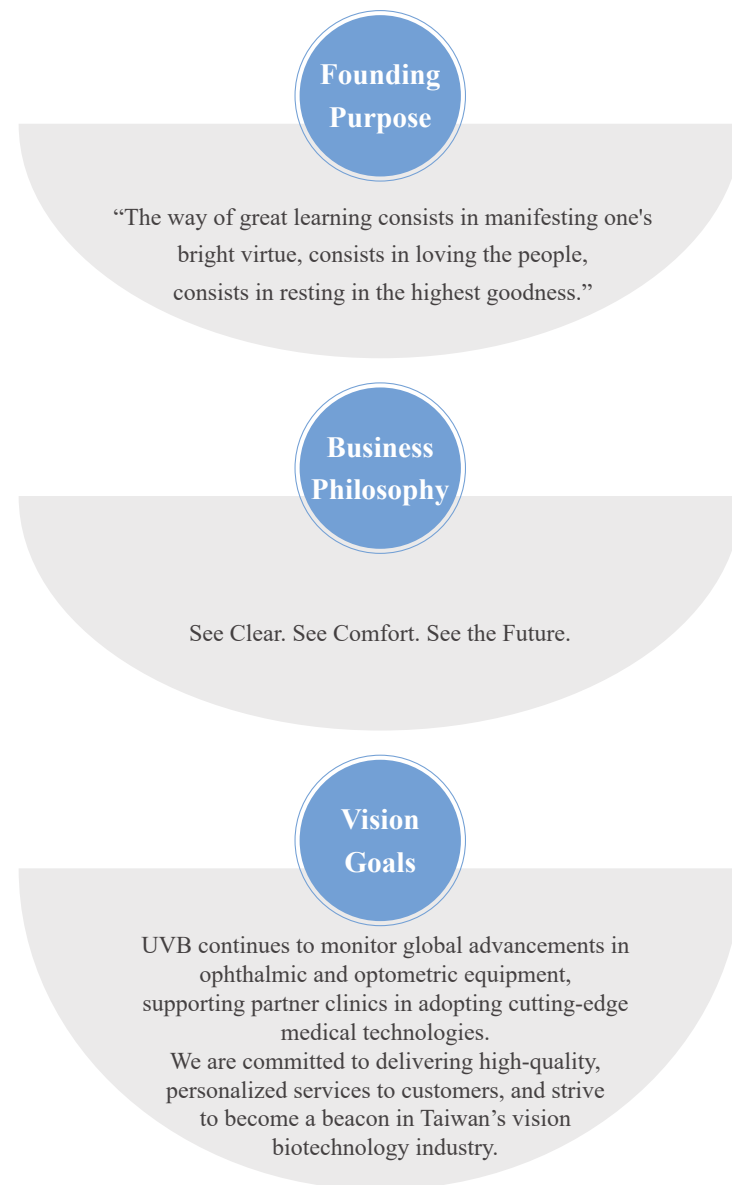 Founding
Purpose
“The way of great learning consists in manifesting one's
bright virtue, consists in loving the people,
consists in resting in the highest goodness.”
Business
Philosophy
See Clear. See Comfort. See the Future.
Vision
Goals
UVB continues to monitor global advancements in
ophthalmic and optometric equipment,
supporting partner clinics in adopting cutting-edge
medical technologies.
We are committed to delivering high-quality,
personalized services to customers, and strive
to become a beacon in Taiwan’s vision
biotechnology industry.